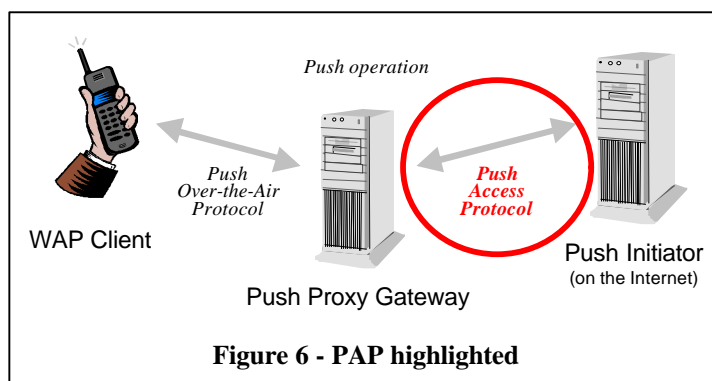 Push operation
Push
Over-the-Air
Protocol
Push
Access
Protocol
WAP Client
Push Initiator
(on the Internet)
Push Proxy Gateway
Figure 6 - PAP highlighted